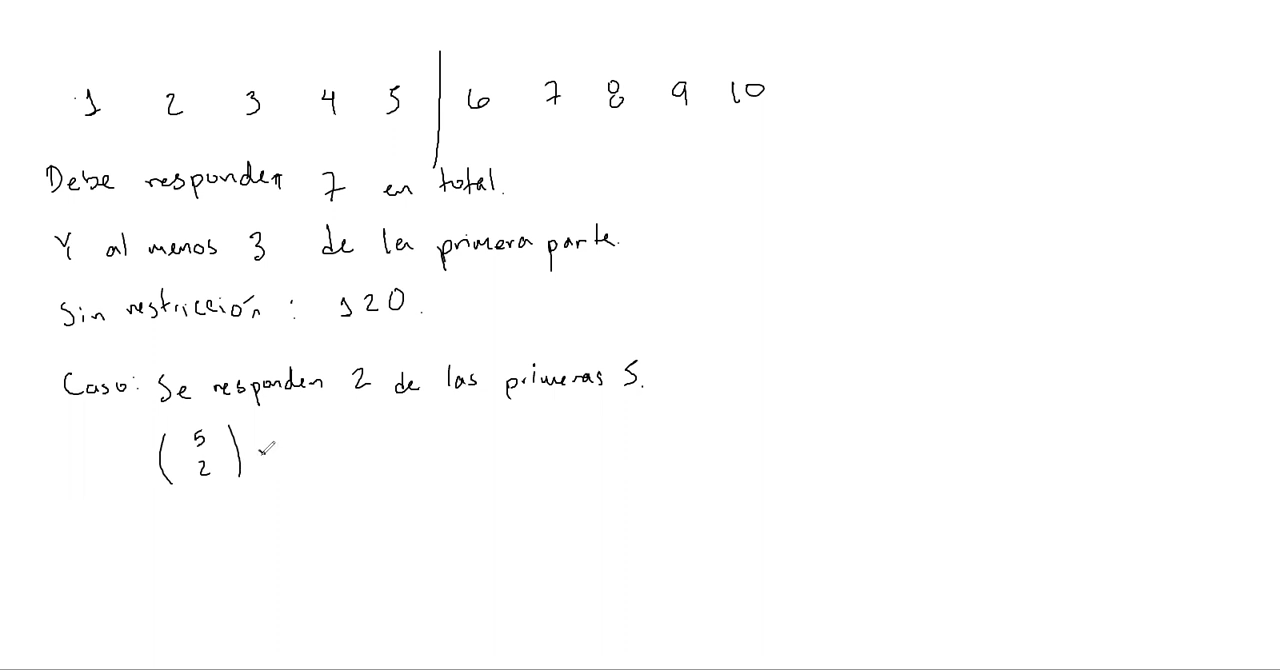 1 2 3 4 5 | 6 7 8 9 10
Debe responder 7 en total.
Y al menos 3 de la primera parte.
Sin restricción: 120.
Caso: Se responden 2 de las primeras 5.
( 5 2 )